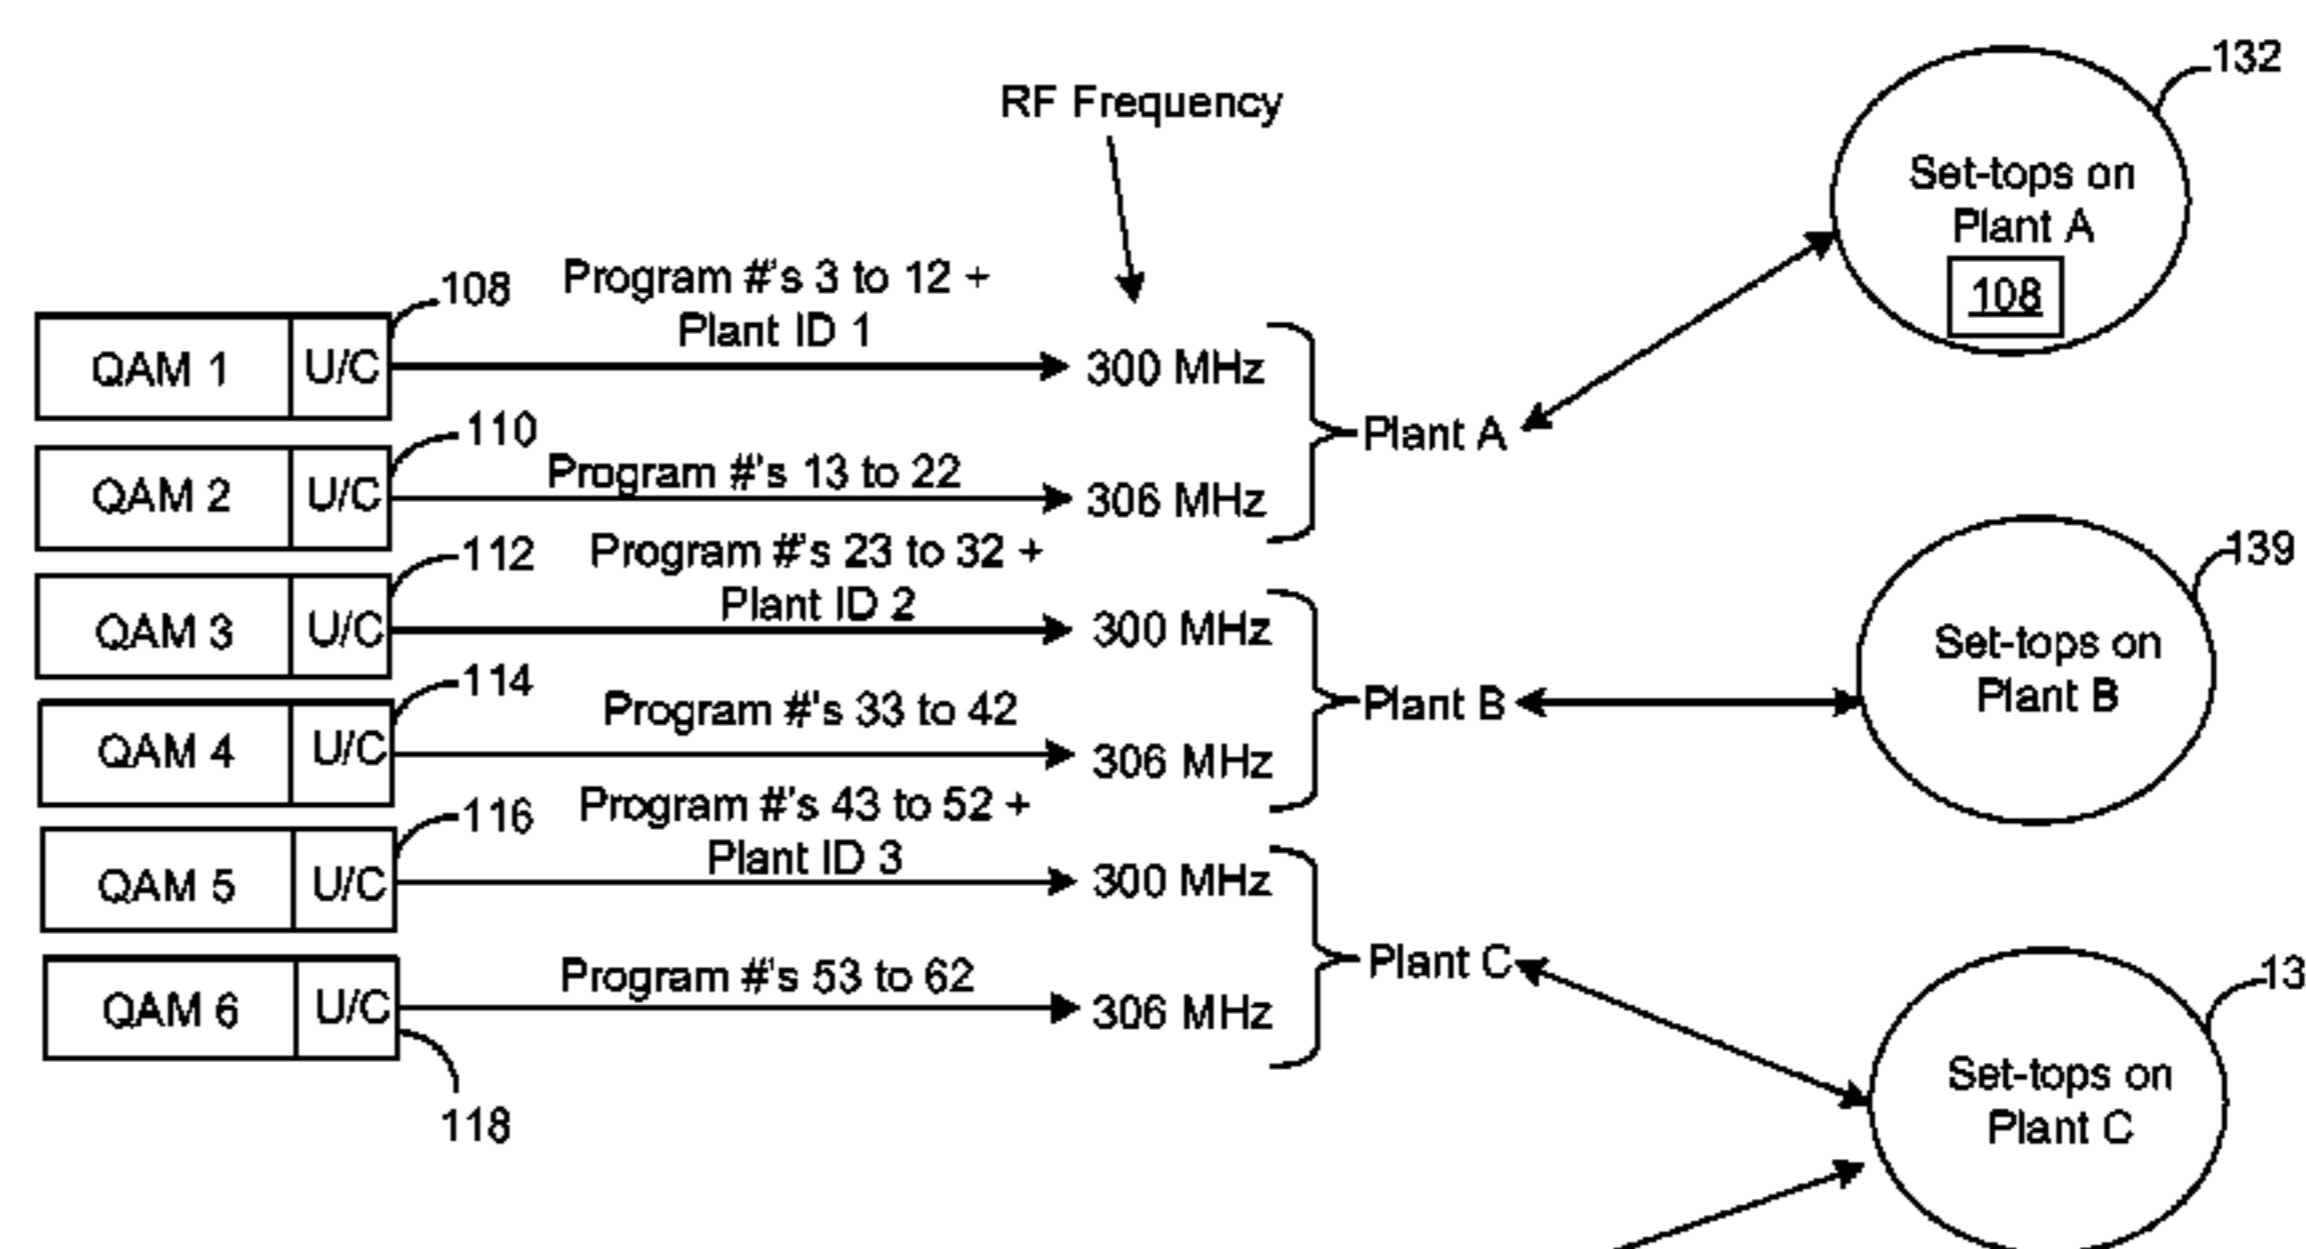 RF Frequency
132
Set-tops on
Plant A
108
Program #'s 3 to 12 +
Plant ID 1
108
QAM 1
U/C
300 MHz
110
Program #'s 13 to 22
QAM 2
U/C
306 MHz
Plant A
112
Program #'s 23 to 32 +
Plant ID 2
QAM 3
U/C
300 MHz
139
Set-tops on
Plant B
114
Program #'s 33 to 42
QAM 4
U/C
306 MHz
Plant B
116
Program #'s 43 to 52 +
Plant ID 3
QAM 5
U/C
300 MHz
Program #'s 53 to 62
QAM 6
U/C
306 MHz
Plant C
118
13
Set-tops on
Plant C